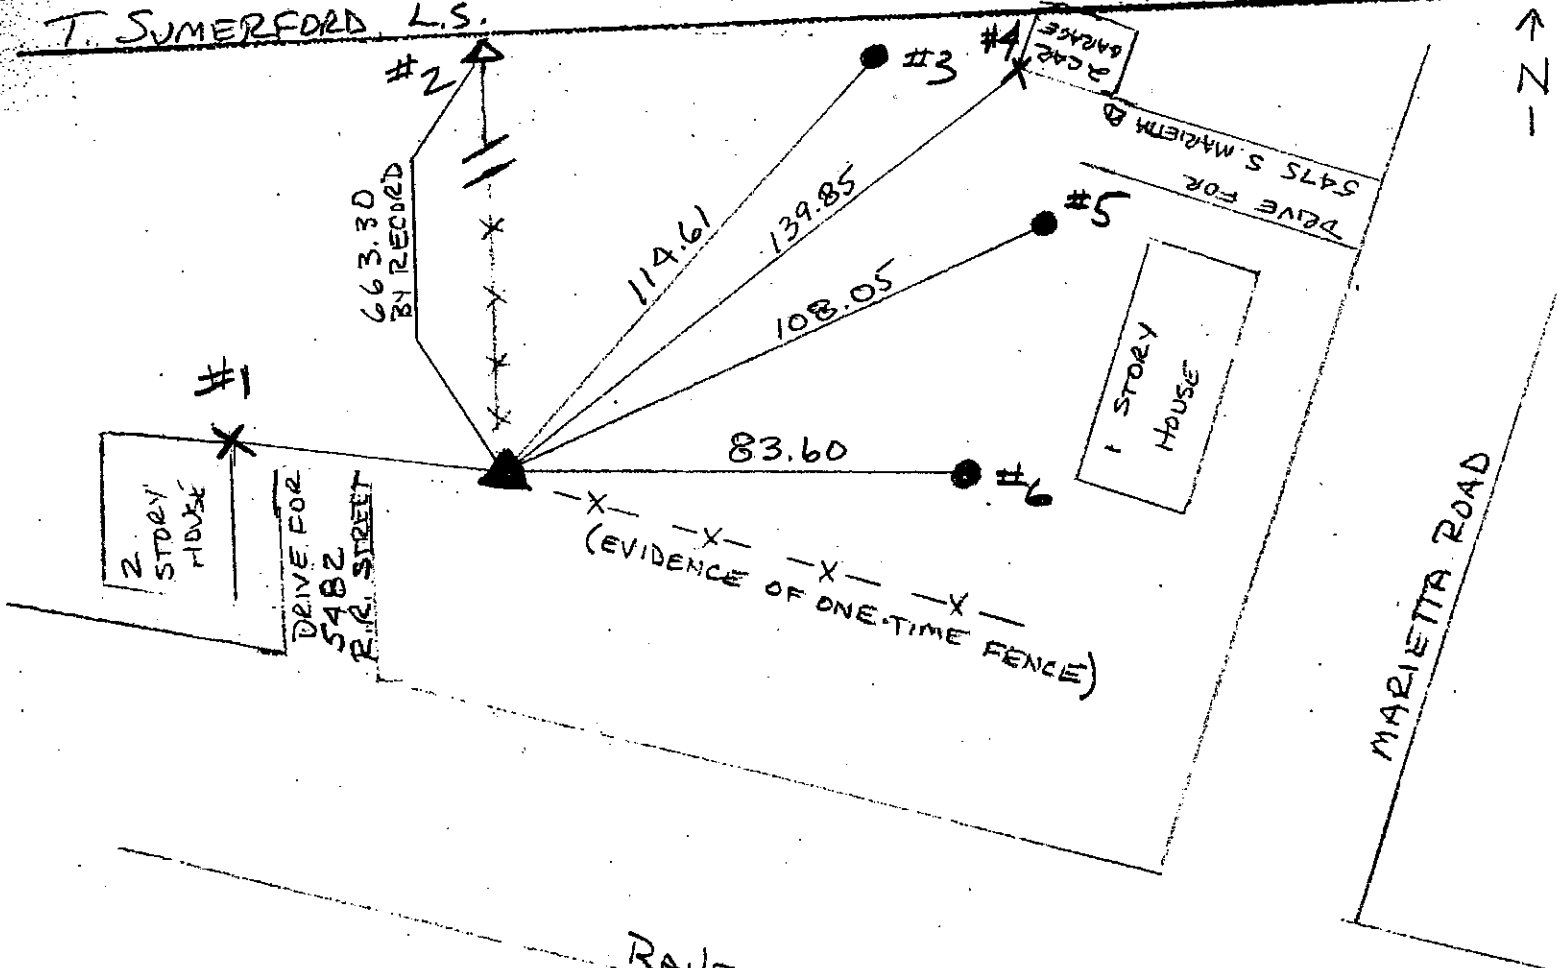 T. SUMERFORD, L.S.
#2
#3
#4
2 CAR
GARAGE
- N →
DRIVE FOR
5475 S. MARIETTA
#5
663.30
BY RECORD
114.61
139.85
108.05
#1
83.60
#6
1 STORY
HOUSE
2
STORY
HOUSE
DRIVE FOR
5482
R.R. STREET
(EVIDENCE OF ONE-TIME FENCE)
MARIETTA ROAD